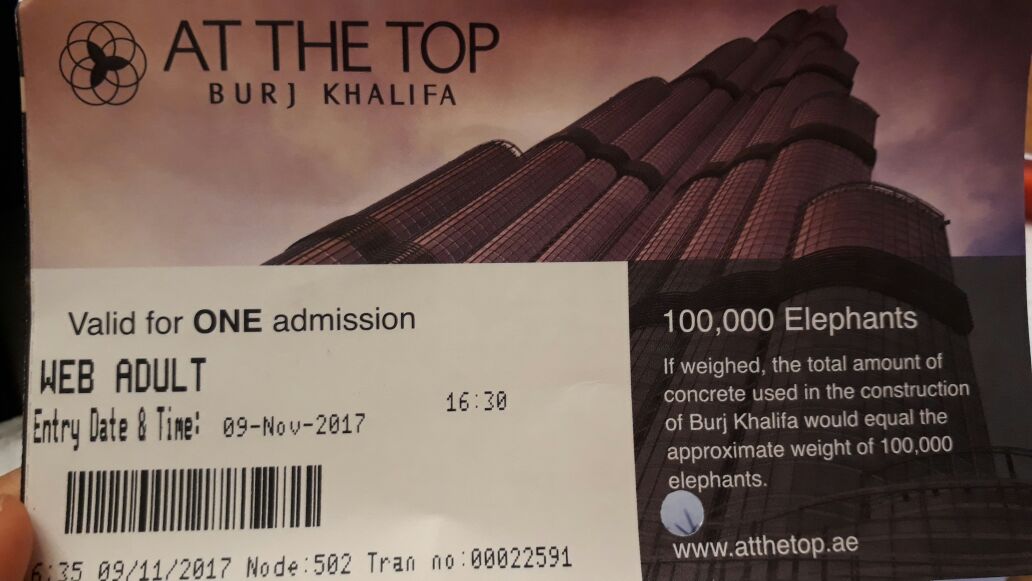 AT THE TOP
BURJ KHALIFA
Valid for ONE admission
WEB ADULT
16:30
Entry Date & Time: 09-Nov-2017
6:35 09/11/2017 Node:502 Tran no:00022591
100,000 Elephants
If weighed, the total amount of
concrete used in the construction
of Burj Khalifa would equal the
approximate weight of 100,000
elephants.
www.atthetop.ae